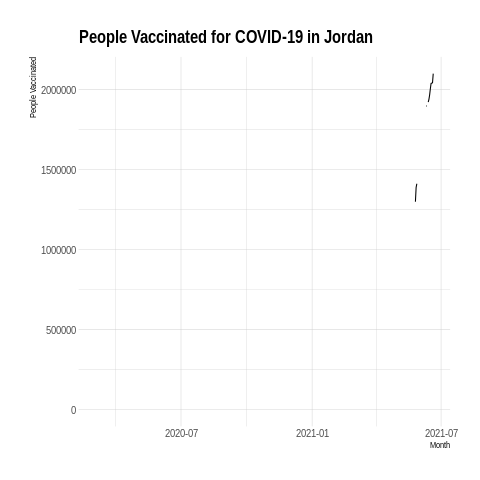 People Vaccinated for COVID-19 in Jordan
People Vaccinated
2000000
1500000
1000000
500000
0
2020-07
2021-01
2021-07
Month